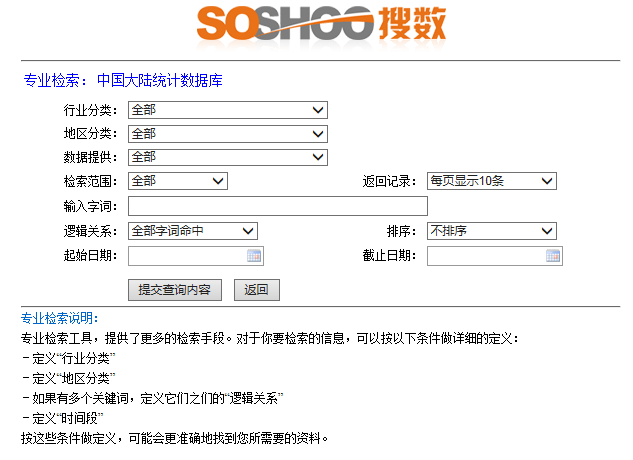 SOSHOO搜数
专业检索：中国大陆统计数据库
行业分类： 全部
地区分类： 全部
数据提供： 全部
检索范围： 全部 返回记录： 每页显示10条
输入字词：
逻辑关系： 全部字词命中 排序： 不排序
起始日期： 截止日期：
提交查询内容 返回
专业检索说明：
专业检索工具，提供了更多的检索手段。对于你要检索的信息，可以按以下条件做详细的定义：
－定义“行业分类”
－定义“地区分类”
－如果有多个关键词，定义它们之们的“逻辑关系”
－定义“时间段”
按这些条件做定义，可能会更准确地找到您所需要的资料。